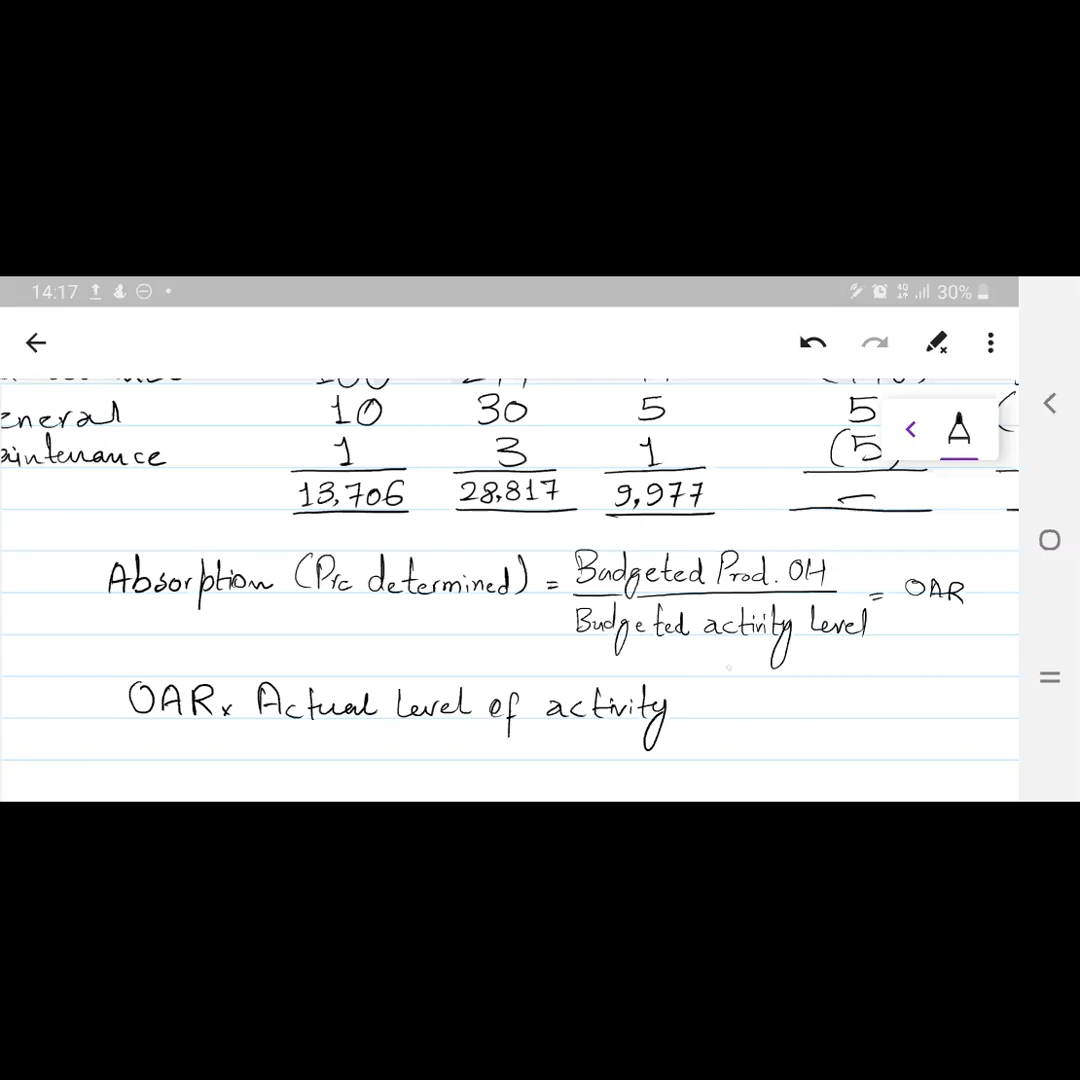 14:17 4G 30%
eneral 10 30 5 5
aintenance 1 3 1 (5)
13,706 28,817 9,977 –
Absorption (Pre determined) = Budgeted Prod. OH / Budgeted activity Level = OAR
OAR x Actual Level of activity